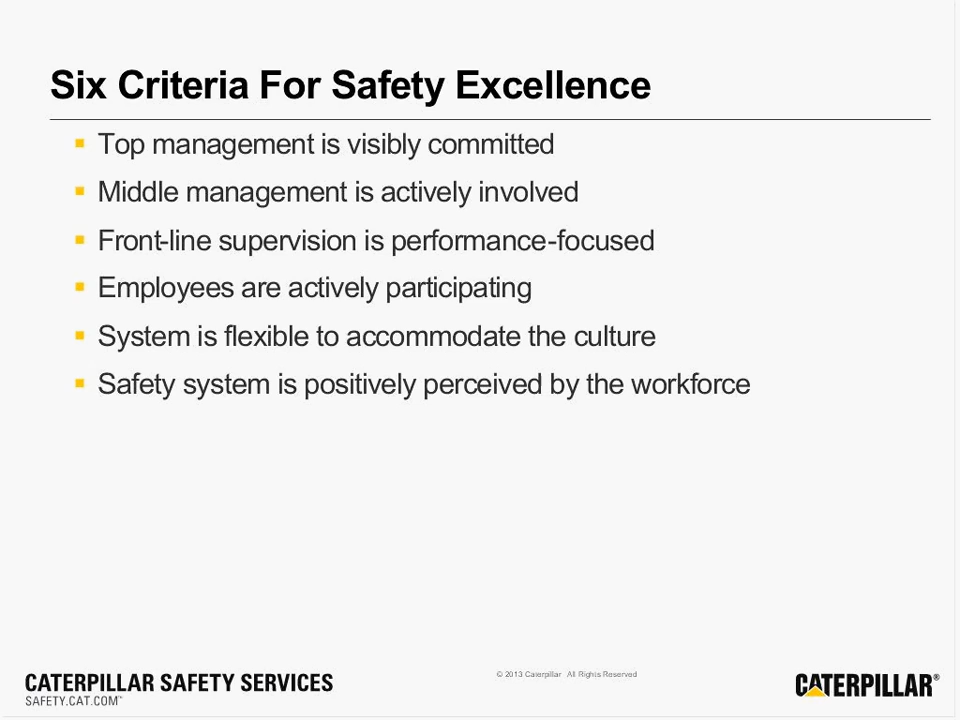 Six Criteria For Safety Excellence
Top management is visibly committed
Middle management is actively involved
Front-line supervision is performance-focused
Employees are actively participating
System is flexible to accommodate the culture
Safety system is positively perceived by the workforce
© 2013 Caterpillar All Rights Reserved
CATERPILLAR SAFETY SERVICES
SAFETY.CAT.COM™
CATERPILLAR®